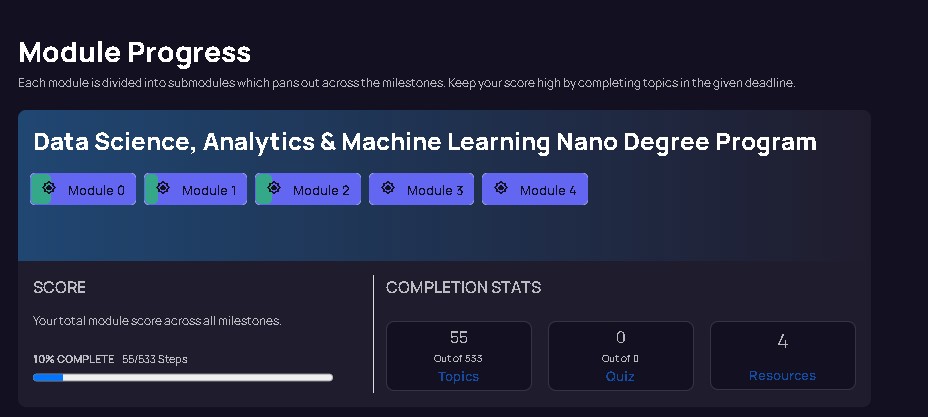 Module Progress
Each module is divided into submodules which pans out across the milestones. Keep your score high by completing topics in the given deadline.
Data Science, Analytics & Machine Learning Nano Degree Program
Module 0
Module 1
Module 2
Module 3
Module 4
SCORE
Your total module score across all milestones.
10% COMPLETE 55/533 Steps
COMPLETION STATS
55
Out of 533
Topics
0
Out of 0
Quiz
4
Resources